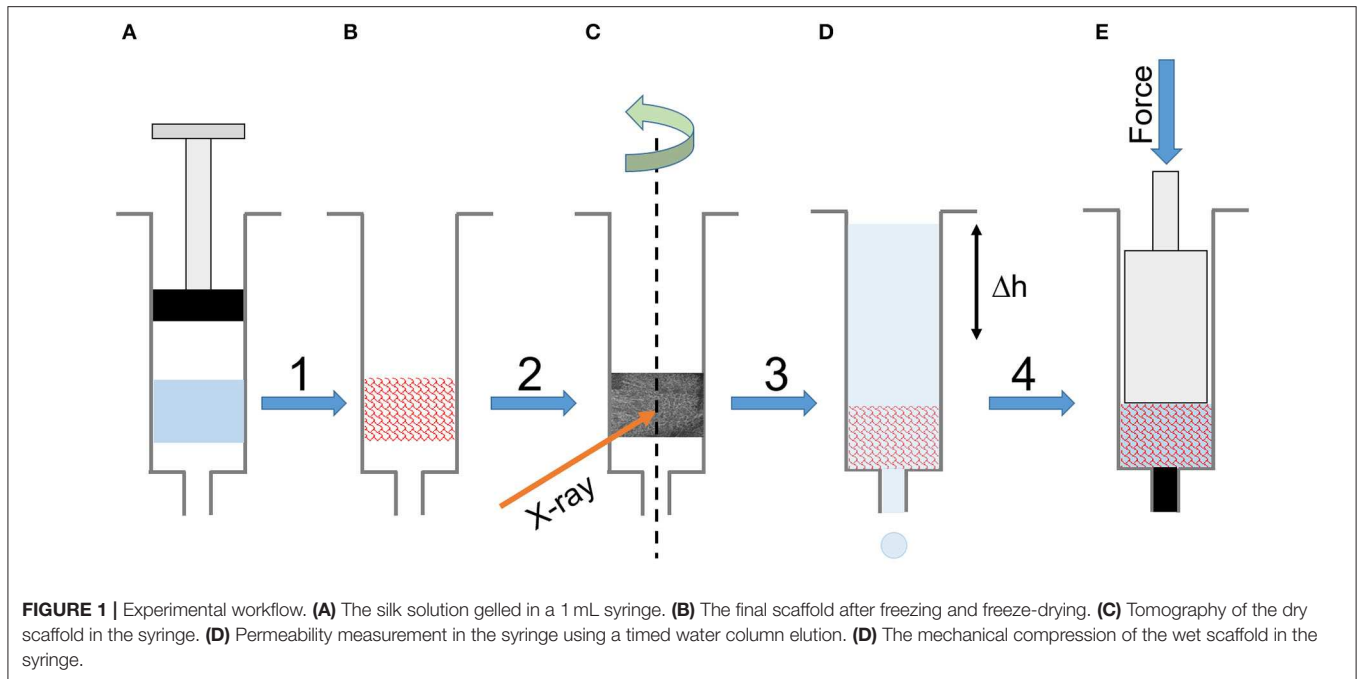 A
B
C
D
E
Force
Δh
1
2
3
4
X-ray
FIGURE 1 | Experimental workflow. (A) The silk solution gelled in a 1 mL syringe. (B) The final scaffold after freezing and freeze-drying. (C) Tomography of the dry
scaffold in the syringe. (D) Permeability measurement in the syringe using a timed water column elution. (D) The mechanical compression of the wet scaffold in the
syringe.